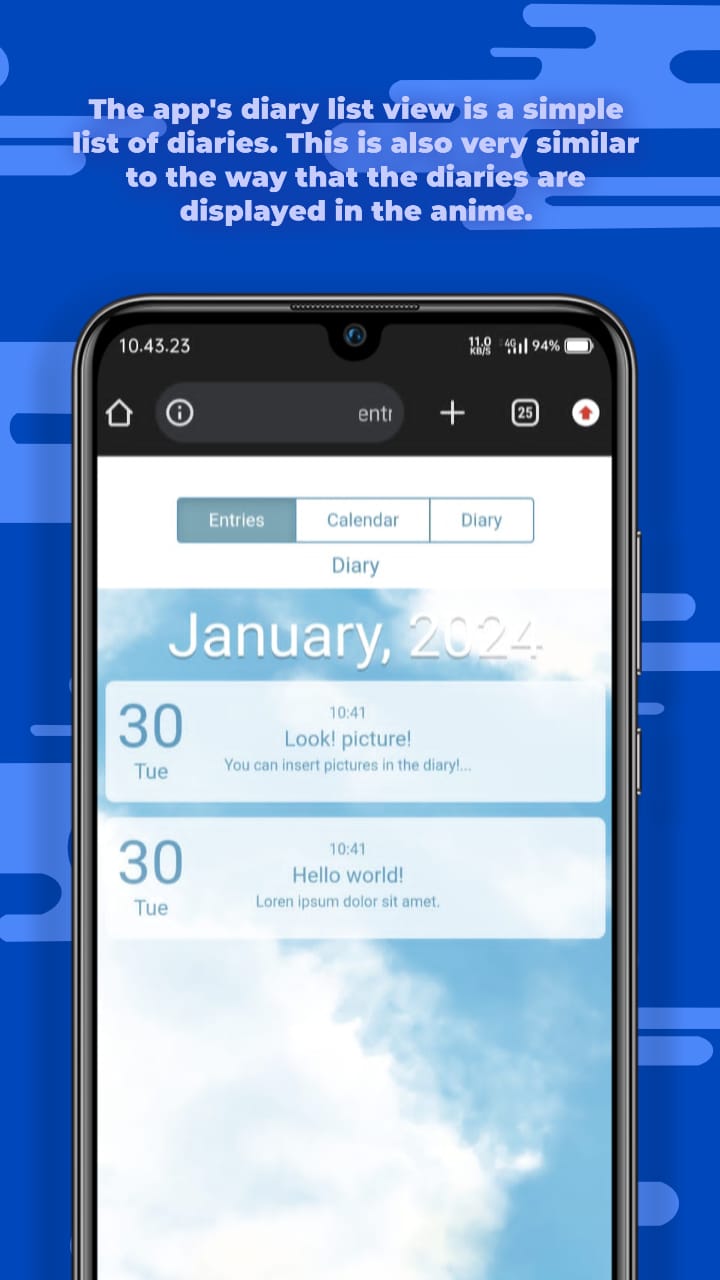 The app's diary list view is a simple
list of diaries. This is also very similar
to the way that the diaries are
displayed in the anime.
10.43.23
11.0
KB/S
4G
94%
entr
25
Entries
Calendar
Diary
Diary
January, 2024
30
Tue
10:41
Look! picture!
You can insert pictures in the diary!...
30
Tue
10:41
Hello world!
Loren ipsum dolor sit amet.